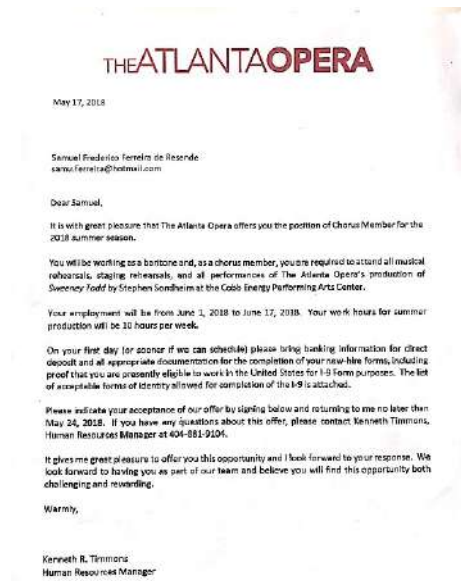 THEATLANTAOPERA
May 17, 2018
Samuel Frederico Ferreira de Resende
samu.ferreira@hotmail.com
Dear Samuel,
It is with great pleasure that The Atlanta Opera offers you the position of Chorus Member for the
2018 summer season.
You will be working as a baritone and, as a chorus member, you are required to attend all musical
rehearsals, staging rehearsals, and all performances of The Atlanta Opera's production of
Sweeney Todd by Stephen Sondheim at the Cobb Energy Performing Arts Center.
Your employment will be from June 1, 2018 to June 17, 2018. Your work hours for summer
production will be 10 hours per week.
On your first day (or sooner if we can schedule) please bring banking information for direct
deposit and all appropriate documentation for the completion of your new-hire forms, including
proof that you are presently eligible to work in the United States for I-9 Form purposes. The list
of acceptable forms of identity allowed for completion of the I-9 is attached.
Please indicate your acceptance of our offer by signing below and returning to me no later than
May 24, 2018. If you have any questions about this offer, please contact Kenneth Timmons,
Human Resources Manager at 404-881-9104.
It gives me great pleasure to offer you this opportunity and I look forward to your response. We
look forward to having you as part of our team and believe you will find this opportunity both
challenging and rewarding.
Warmly,
Kenneth R. Timmons
Human Resources Manager